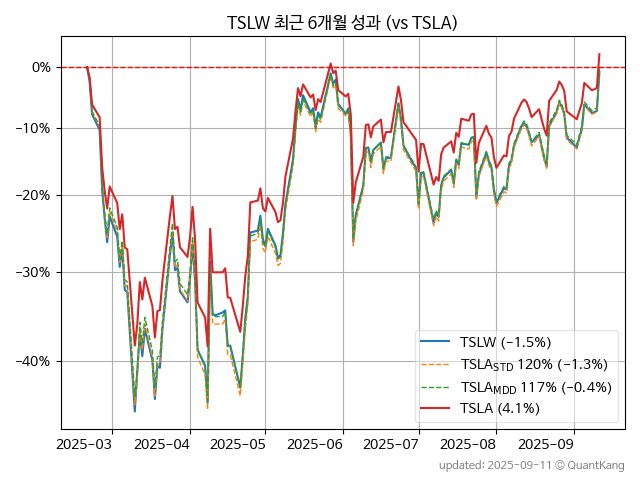 TSLW 최근 6개월 성과 (vs TSLA)
0%
−10%
−20%
−30%
−40%
TSLW (−1.5%)
TSLA_STD 120% (−1.3%)
TSLA_MDD 117% (−0.4%)
TSLA (4.1%)
2025-03 2025-04 2025-05 2025-06 2025-07 2025-08 2025-09
updated: 2025-09-11 © QuantKang